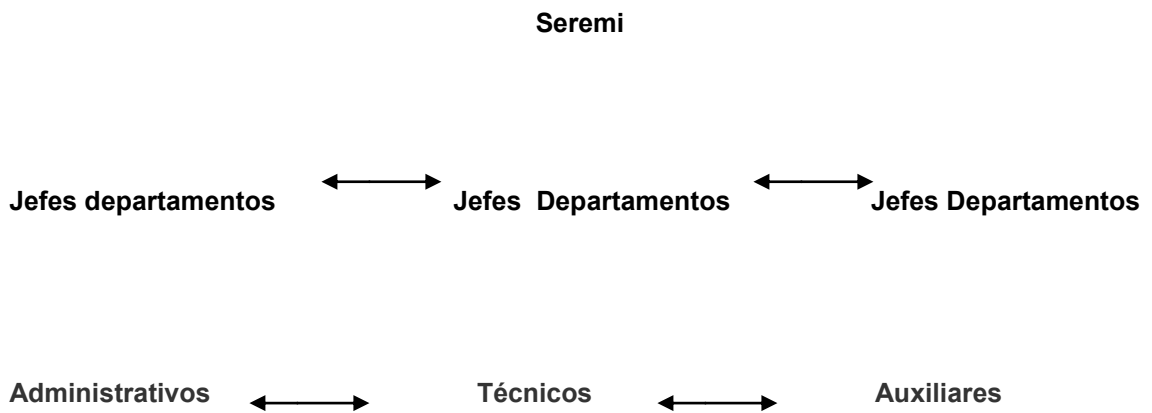 Seremi
Jefes departamentos Jefes Departamentos Jefes Departamentos
Administrativos Técnicos Auxiliares